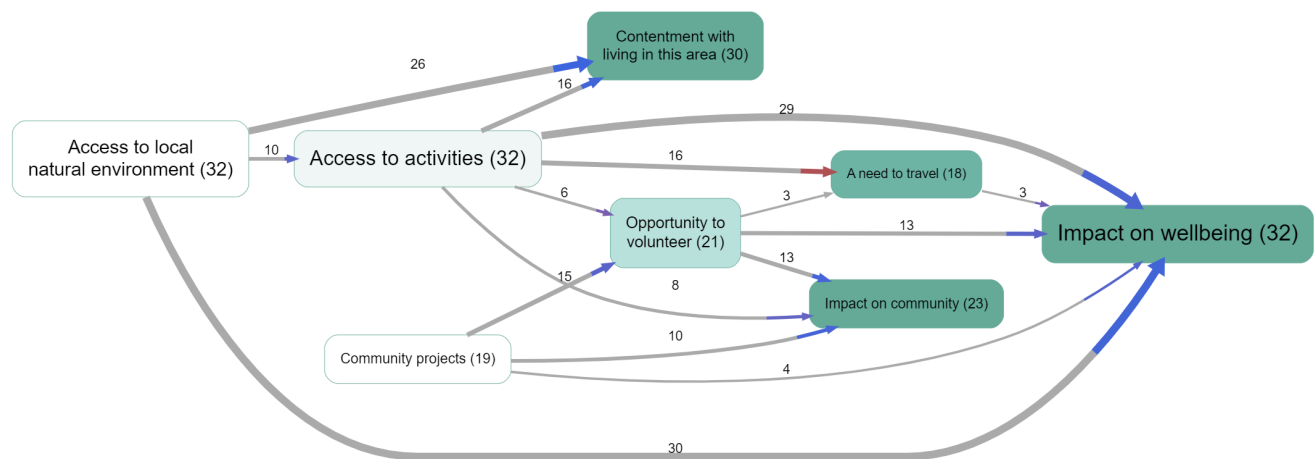 Contentment with
living in this area (30)
26
16
29
Access to local
natural environment (32)
10
Access to activities (32)
16
A need to travel (18)
3
6
3
Opportunity to
volunteer (21)
13
Impact on wellbeing (32)
13
15
8
Impact on community (23)
10
Community projects (19)
4
30